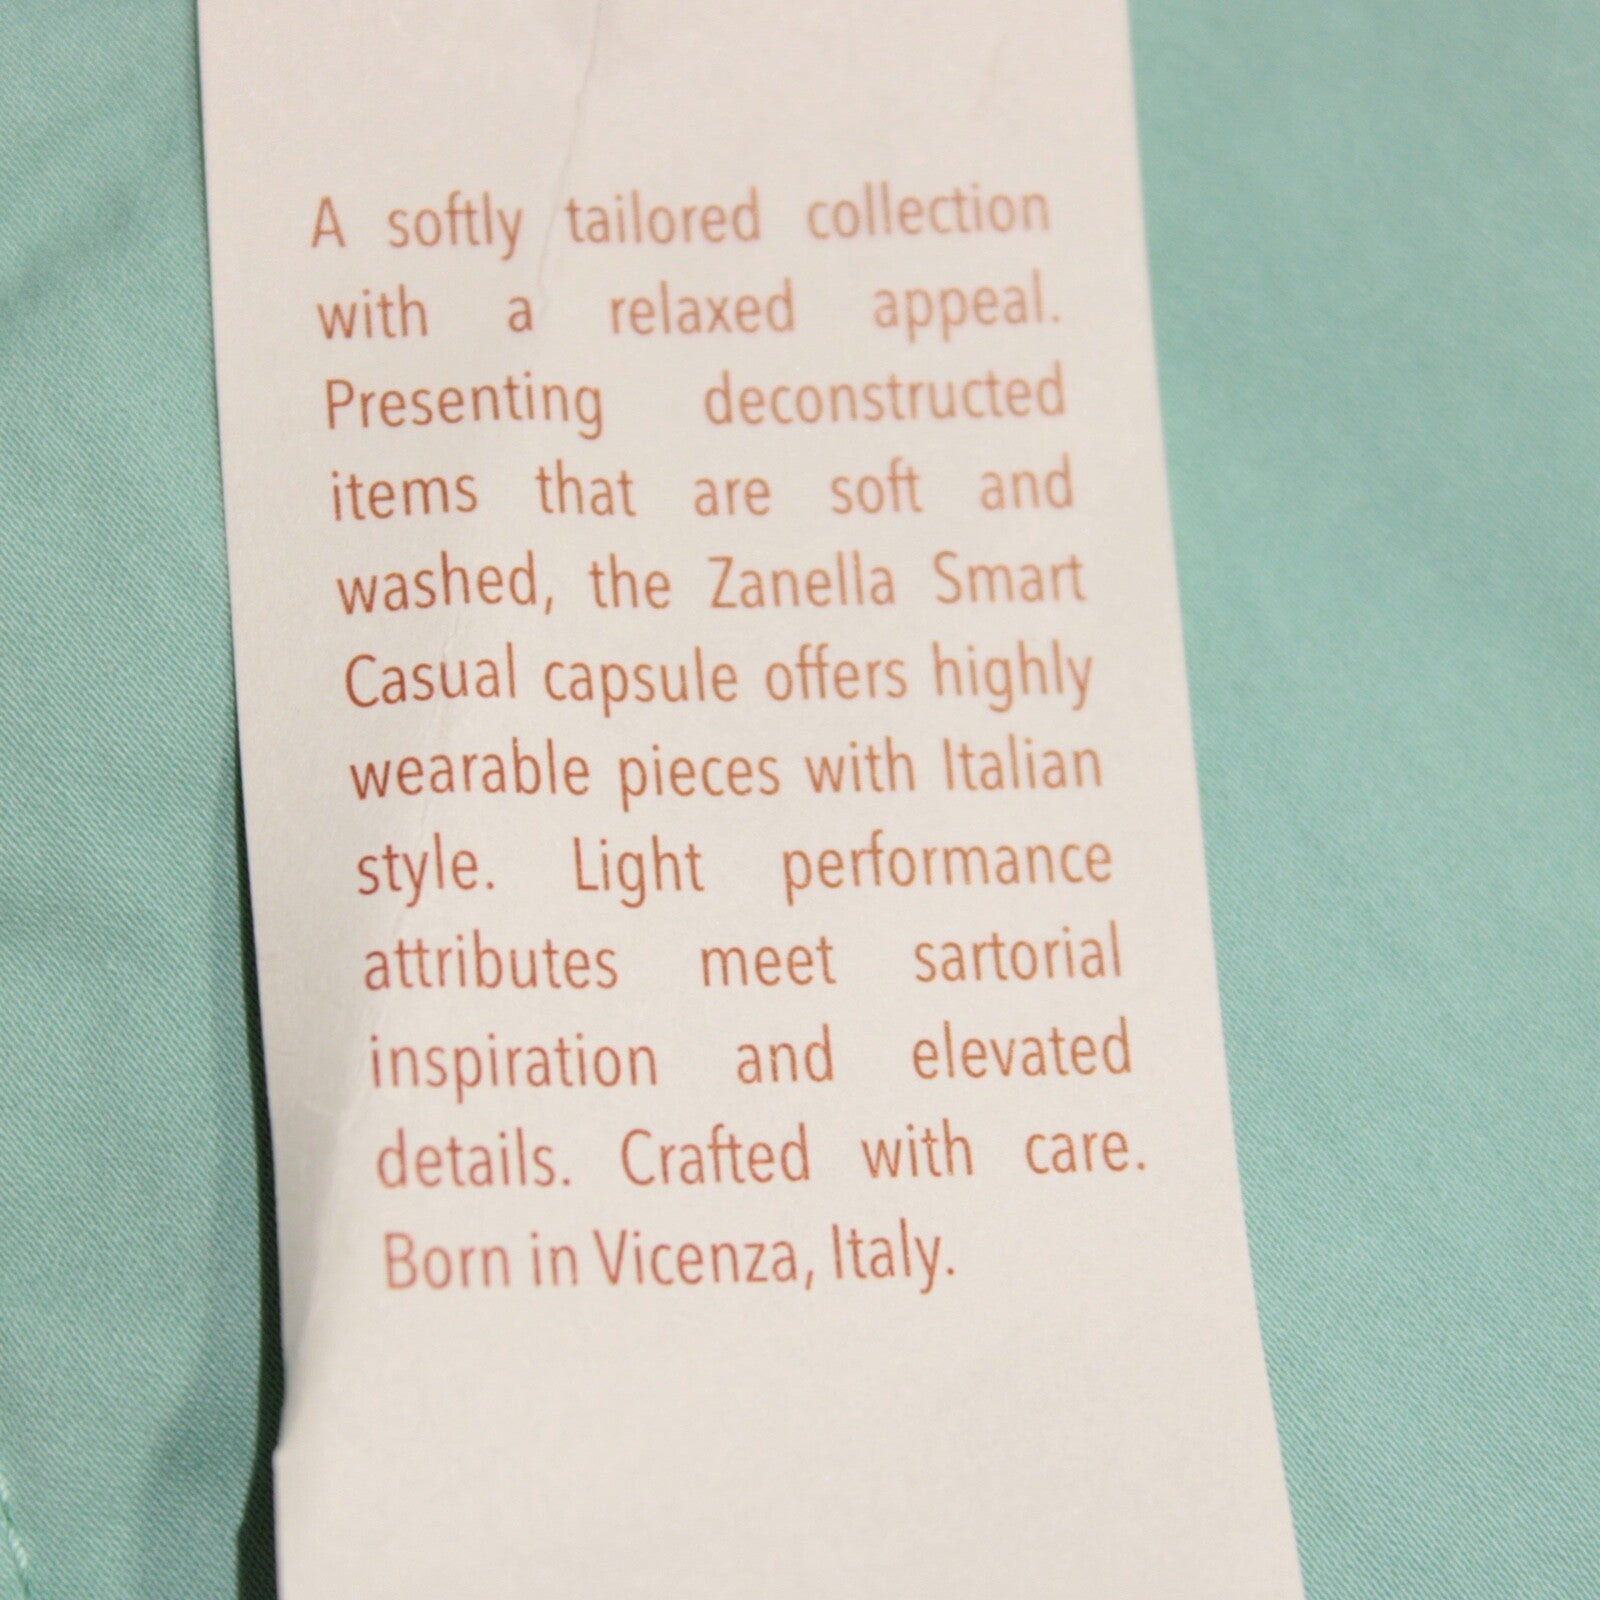 A softly tailored collection
with a relaxed appeal.
Presenting deconstructed
items that are soft and
washed, the Zanella Smart
Casual capsule offers highly
wearable pieces with Italian
style. Light performance
attributes meet sartorial
inspiration and elevated
details. Crafted with care.
Born in Vicenza, Italy.